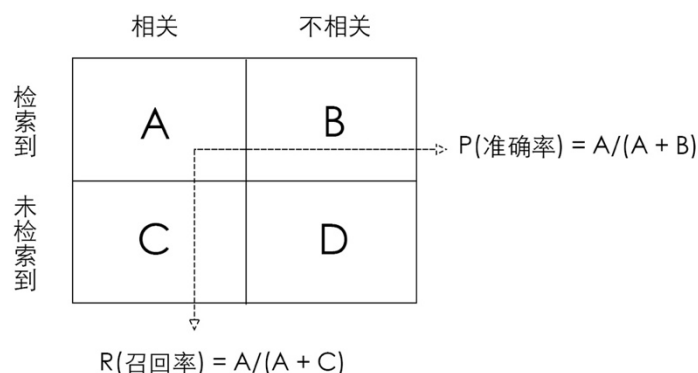 相关
不相关
检索到
A
B
P(准确率) = A/(A + B)
未检索到
C
D
R(召回率) = A/(A + C)